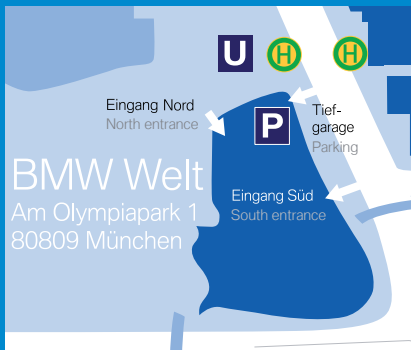 U H H
Eingang Nord
North entrance
P
Tief-
garage
Parking
BMW Welt
Am Olympiapark 1
80809 München
Eingang Süd
South entrance